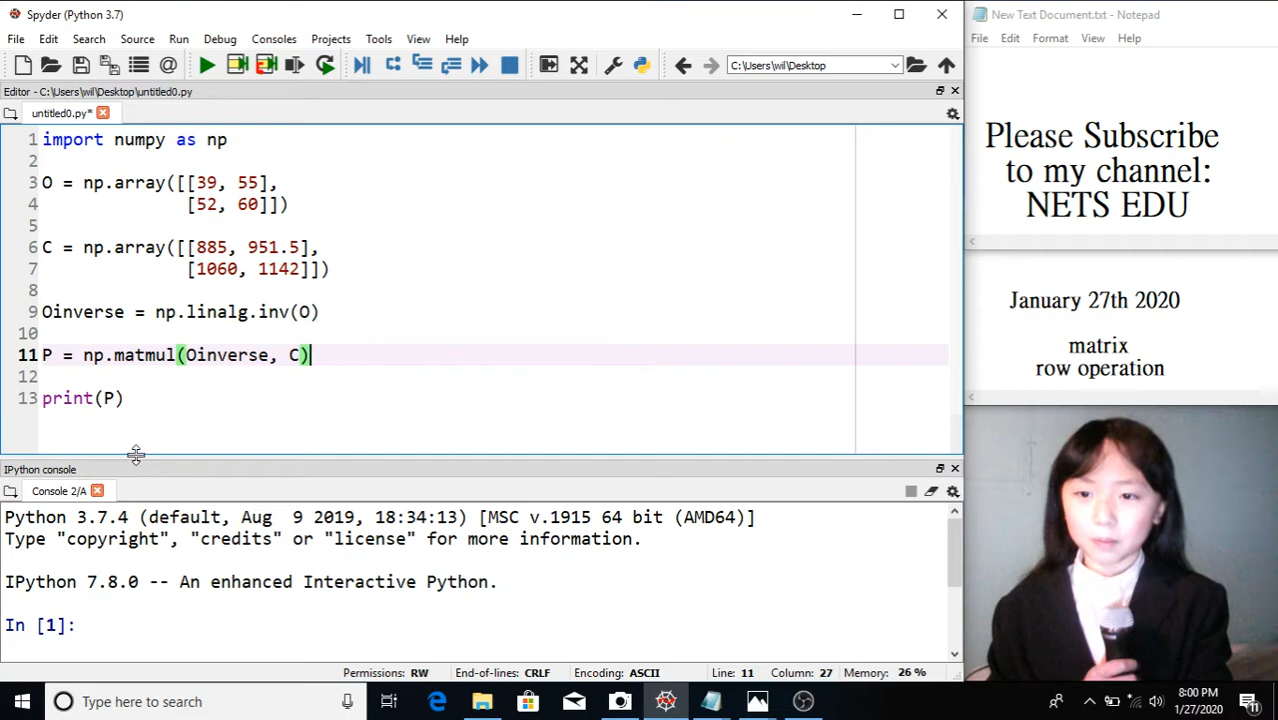 Spyder (Python 3.7)
File Edit Search Source Run Debug Consoles Projects Tools View Help
C:\Users\wil\Desktop
Editor - C:\Users\wil\Desktop\untitled0.py
untitled0.py*
1 import numpy as np
2
3 O = np.array([[39, 55],
4 [52, 60]])
5
6 C = np.array([[885, 951.5],
7 [1060, 1142]])
8
9 Oinverse = np.linalg.inv(O)
10
11 P = np.matmul(Oinverse, C)
12
13 print(P)
IPython console
Console 2/A
Python 3.7.4 (default, Aug 9 2019, 18:34:13) [MSC v.1915 64 bit (AMD64)]
Type "copyright", "credits" or "license" for more information.
IPython 7.8.0 -- An enhanced Interactive Python.
In [1]:
Permissions: RW End-of-lines: CRLF Encoding: ASCII Line: 11 Column: 27 Memory: 26 %
New Text Document.txt - Notepad
File Edit Format View Help
Please Subscribe
to my channel:
NETS EDU
January 27th 2020
matrix
row operation
Type here to search
8:00 PM
1/27/2020
11